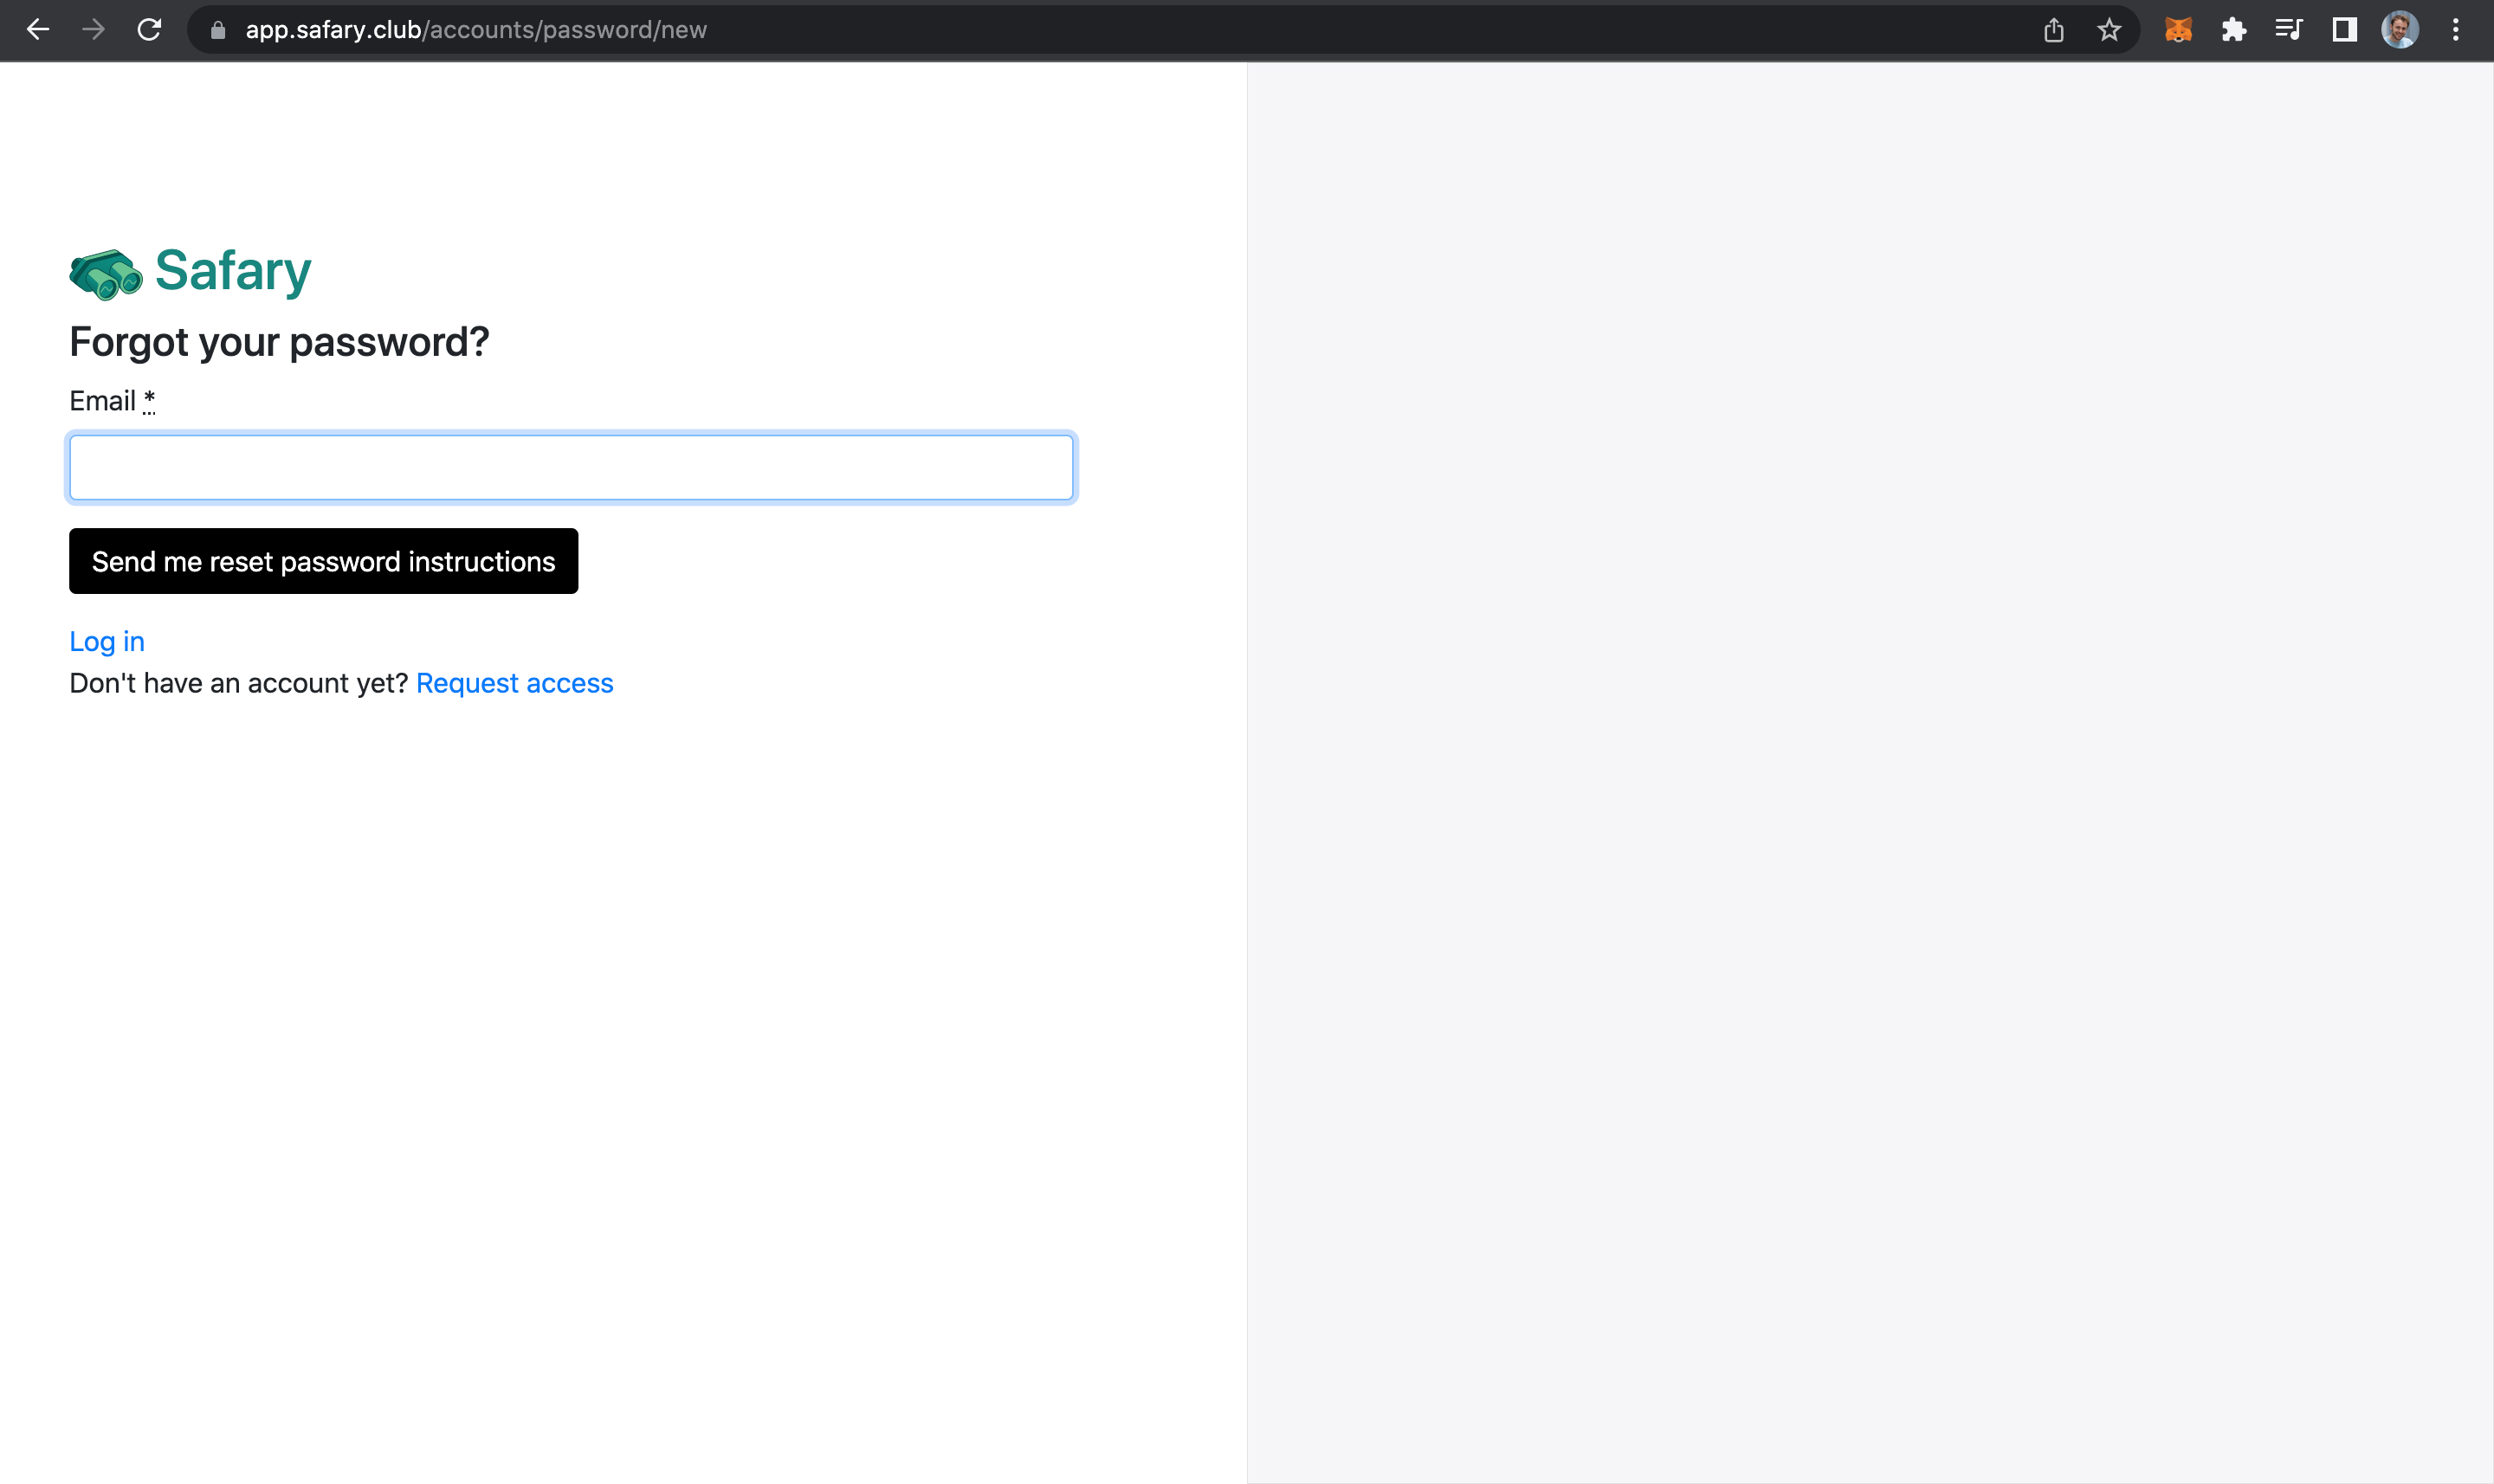 app.safary.club/accounts/password/new
Safary
Forgot your password?
Email *
Send me reset password instructions
Log in
Don't have an account yet? Request access